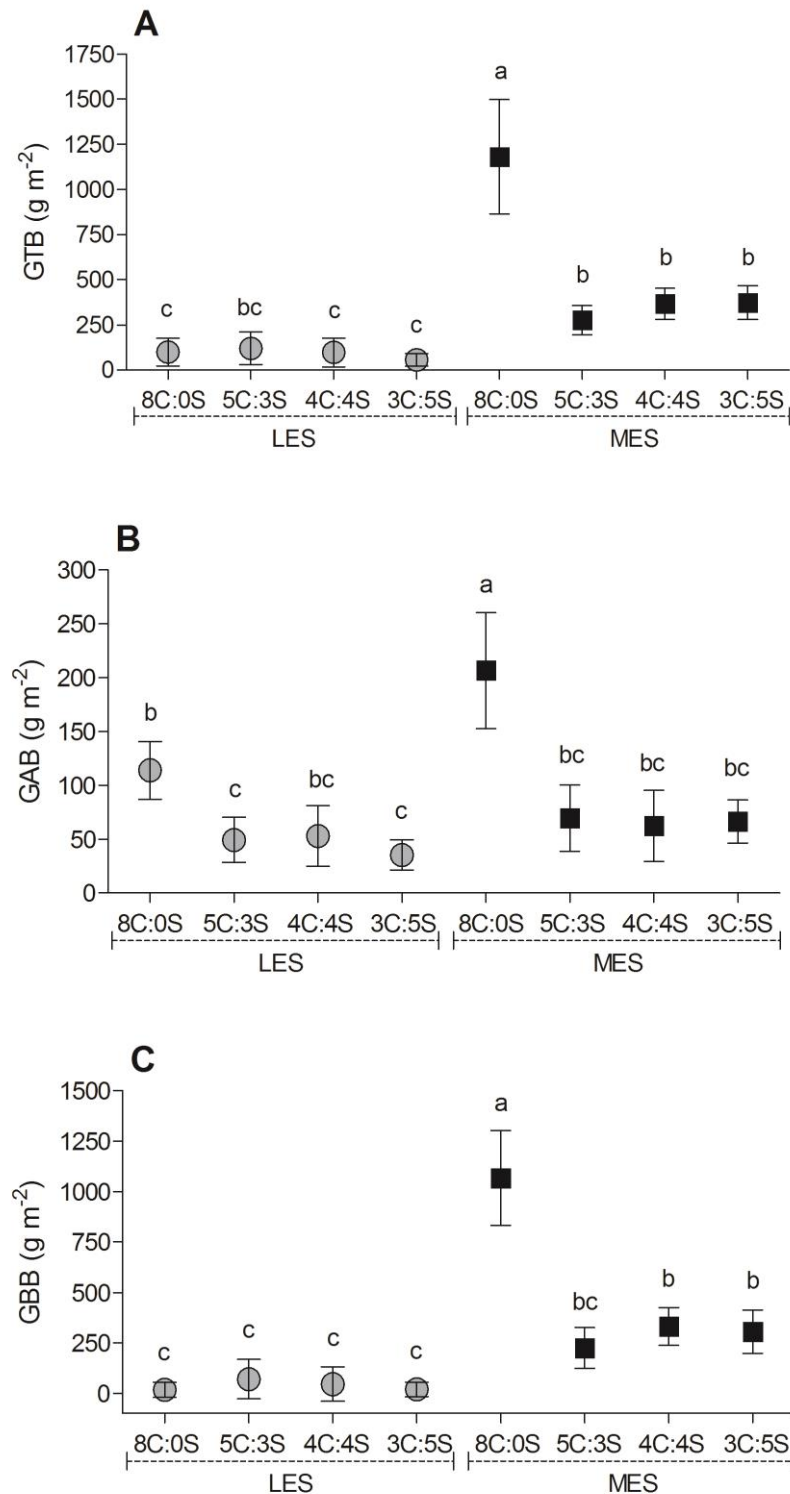 A
GTB (g m⁻²)
1750
1500
1250
1000
750
500
250
0
c
bc
c
c
a
b
b
b
8C:0S 5C:3S 4C:4S 3C:5S 8C:0S 5C:3S 4C:4S 3C:5S
LES MES
B
GAB (g m⁻²)
300
250
200
150
100
50
0
b
c
bc
c
a
bc
bc
bc
8C:0S 5C:3S 4C:4S 3C:5S 8C:0S 5C:3S 4C:4S 3C:5S
LES MES
C
GBB (g m⁻²)
1500
1250
1000
750
500
250
0
c
c
c
c
a
bc
b
b
8C:0S 5C:3S 4C:4S 3C:5S 8C:0S 5C:3S 4C:4S 3C:5S
LES MES